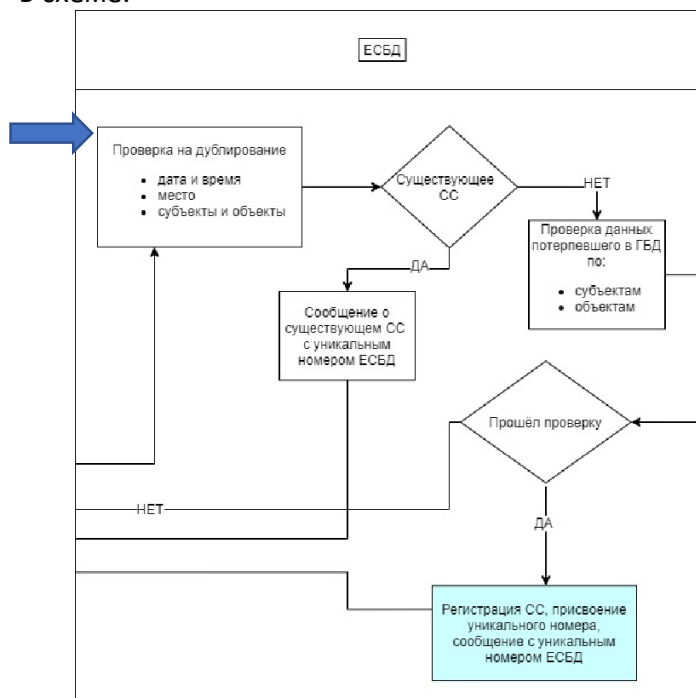 в схеме:
ЕСБД
Проверка на дублирование
• дата и время
• место
• субъекты и объекты
Существующее
СС
НЕТ
Проверка данных
потерпевшего в ГБД
по:
• субъектам
• объектам
ДА
Сообщение о
существующем СС
с уникальным
номером ЕСБД
Прошёл проверку
НЕТ
ДА
Регистрация СС, присвоение
уникального номера,
сообщение с уникальным
номером ЕСБД